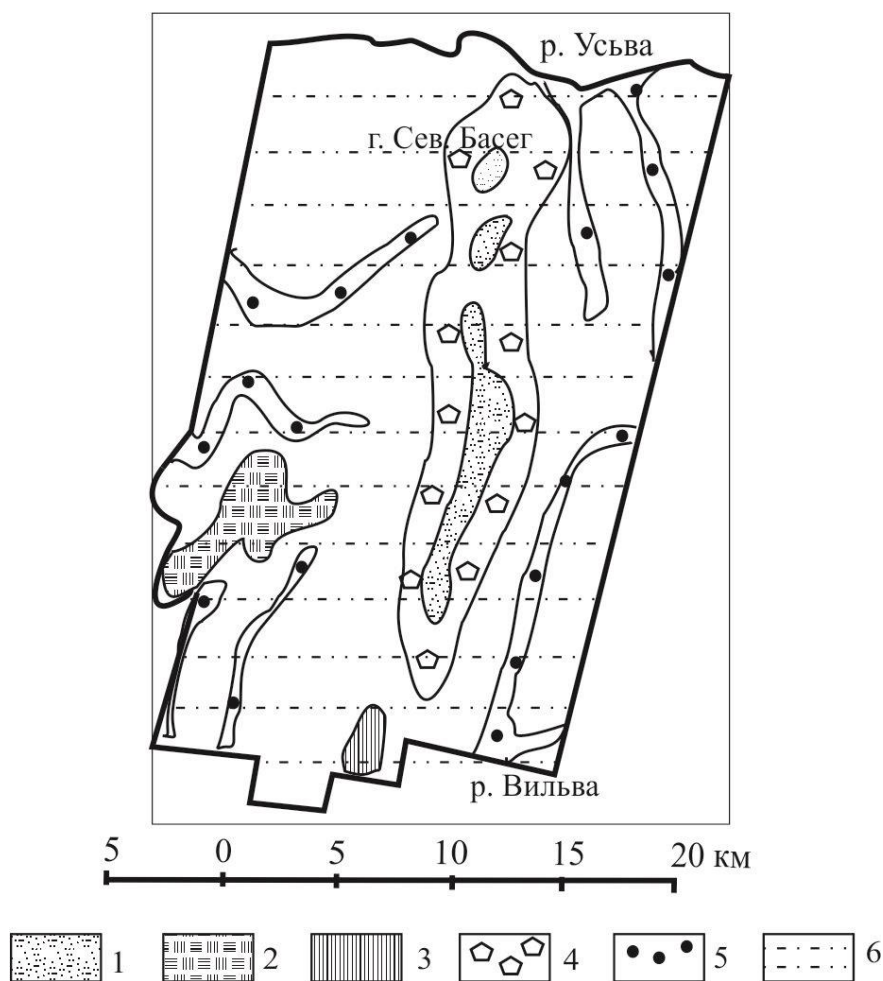 р. Усьва
г. Сев. Басег
р. Вильва
5 0 5 10 15 20 км
1 2 3 4 5 6